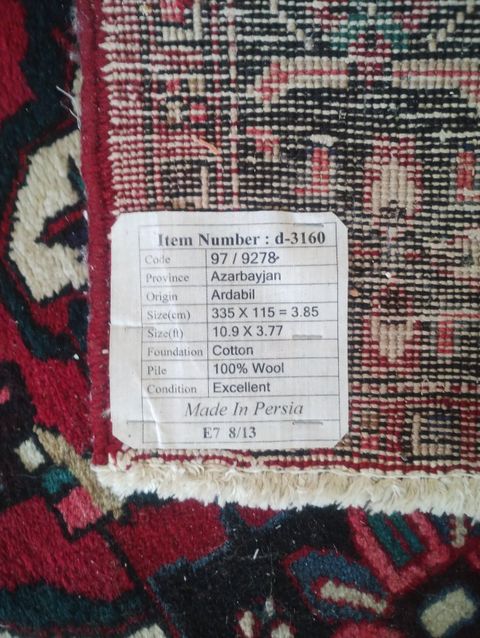 Item Number : d-3160
Code 97 / 9278
Province Azarbayjan
Origin Ardabil
Size(cm) 335 X 115 = 3.85
Size(ft) 10.9 X 3.77
Foundation Cotton
Pile 100% Wool
Condition Excellent
Made In Persia
E7 8/13